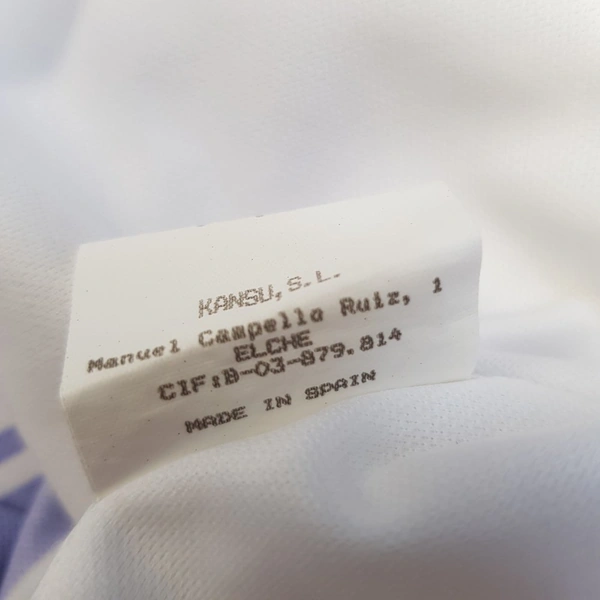 KANSU, S.L.
Manuel Campello Ruiz, 1
ELCHE
CIF:B-03-879.814
MADE IN SPAIN